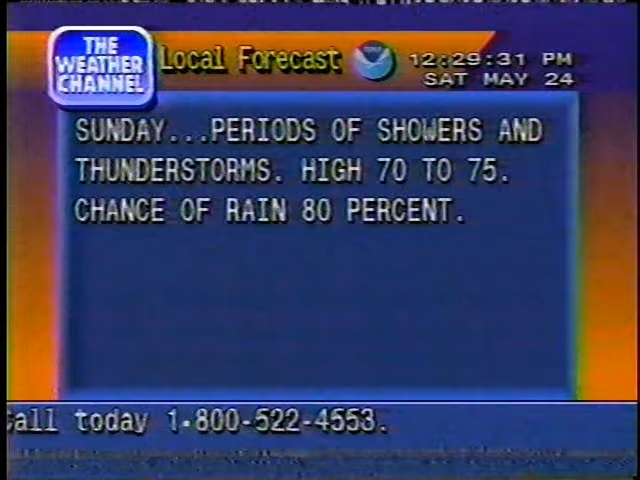 THE
WEATHER
CHANNEL
Local Forecast
12:29:31 PM
SAT MAY 24
SUNDAY...PERIODS OF SHOWERS AND
THUNDERSTORMS. HIGH 70 TO 75.
CHANCE OF RAIN 80 PERCENT.
Call today 1-800-522-4553.